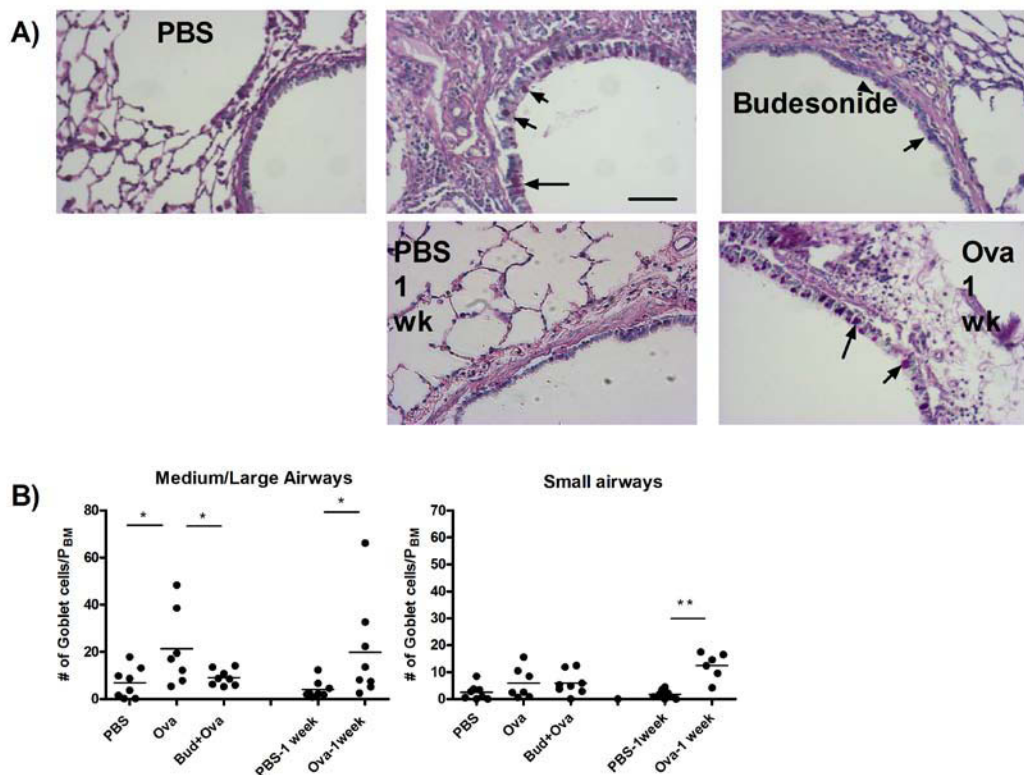 A)
PBS
Budesonide
PBS
1
wk
Ova
1
wk
B)
Medium/Large Airways
# of Goblet cells/PBM
80
60
40
20
0
*
*
*
PBS
Ova
Bud+Ova
PBS-1 week
Ova-1week
Small airways
# of Goblet cells/PBM
70
60
50
40
30
20
10
0
**
PBS
Ova
Bud+Ova
PBS-1week
Ova-1 week